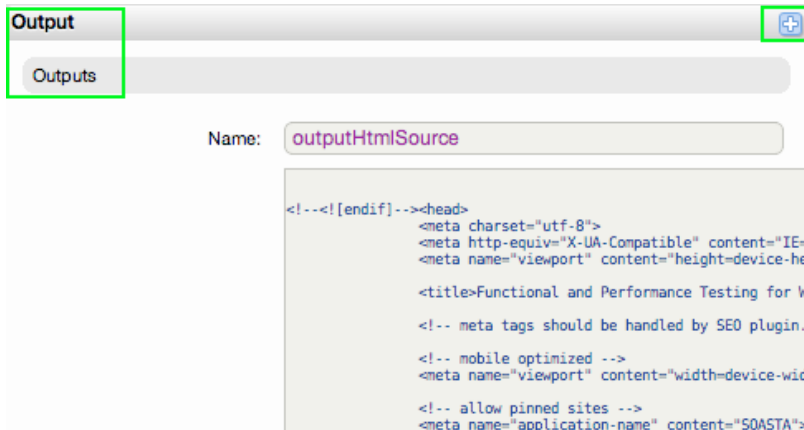 Output
Outputs
Name: outputHtmlSource
<!--<![endif]--><head>
<meta charset="utf-8">
<meta http-equiv="X-UA-Compatible" content="IE=
<meta name="viewport" content="height=device-he
<title>Functional and Performance Testing for W
<!-- meta tags should be handled by SEO plugin.
<!-- mobile optimized -->
<meta name="viewport" content="width=device-wid
<!-- allow pinned sites -->
<meta name="application-name" content="SOASTA">